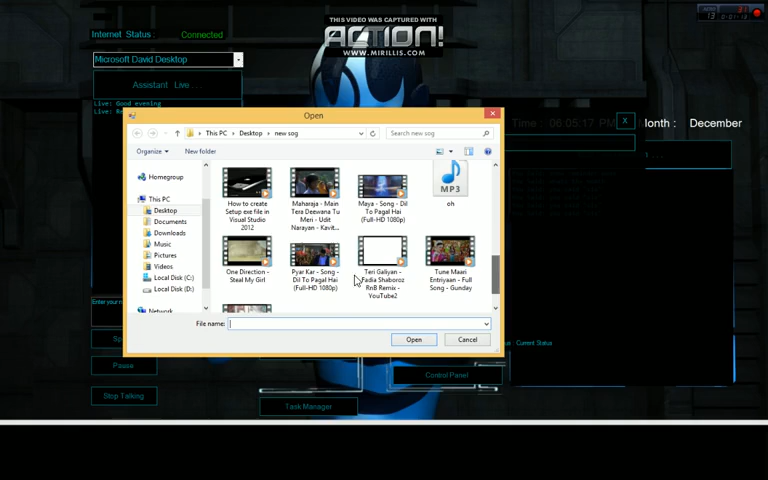 THIS VIDEO WAS CAPTURED WITH
ACTION!
WWW.MIRILLIS.COM
Internet Status : Connected
Microsoft David Desktop
Assistant Live . . .
Live: Good evening
Live:
Open
This PC Desktop new sog
Search new sog
Organize
New folder
Homegroup
This PC
Desktop
Documents
Downloads
Music
Pictures
Videos
Local Disk (C:)
Local Disk (D:)
Network
How to create
Setup exe file in
Visual Studio
2012
Maharaja - Main
Tera Deewana Tu
Meri - Udit
Narayan - Kavit...
Maya - Song - Dil
To Pagal Hai
(Full-HD 1080p)
MP3
oh
One Direction -
Steal My Girl
Pyar Kar - Song -
Dil To Pagal Hai
(Full-HD 1080p)
Teri Galiyan -
Fadia Shaboroz
RnB Remix -
YouTube2
Tune Maari
Entriyaan - Full
Song - Gunday
File name:
Open
Cancel
Time : 06:05:17 PM
Month : December
X
Enter your
Current Status
Pause
Stop Talking
Control Panel
Task Manager